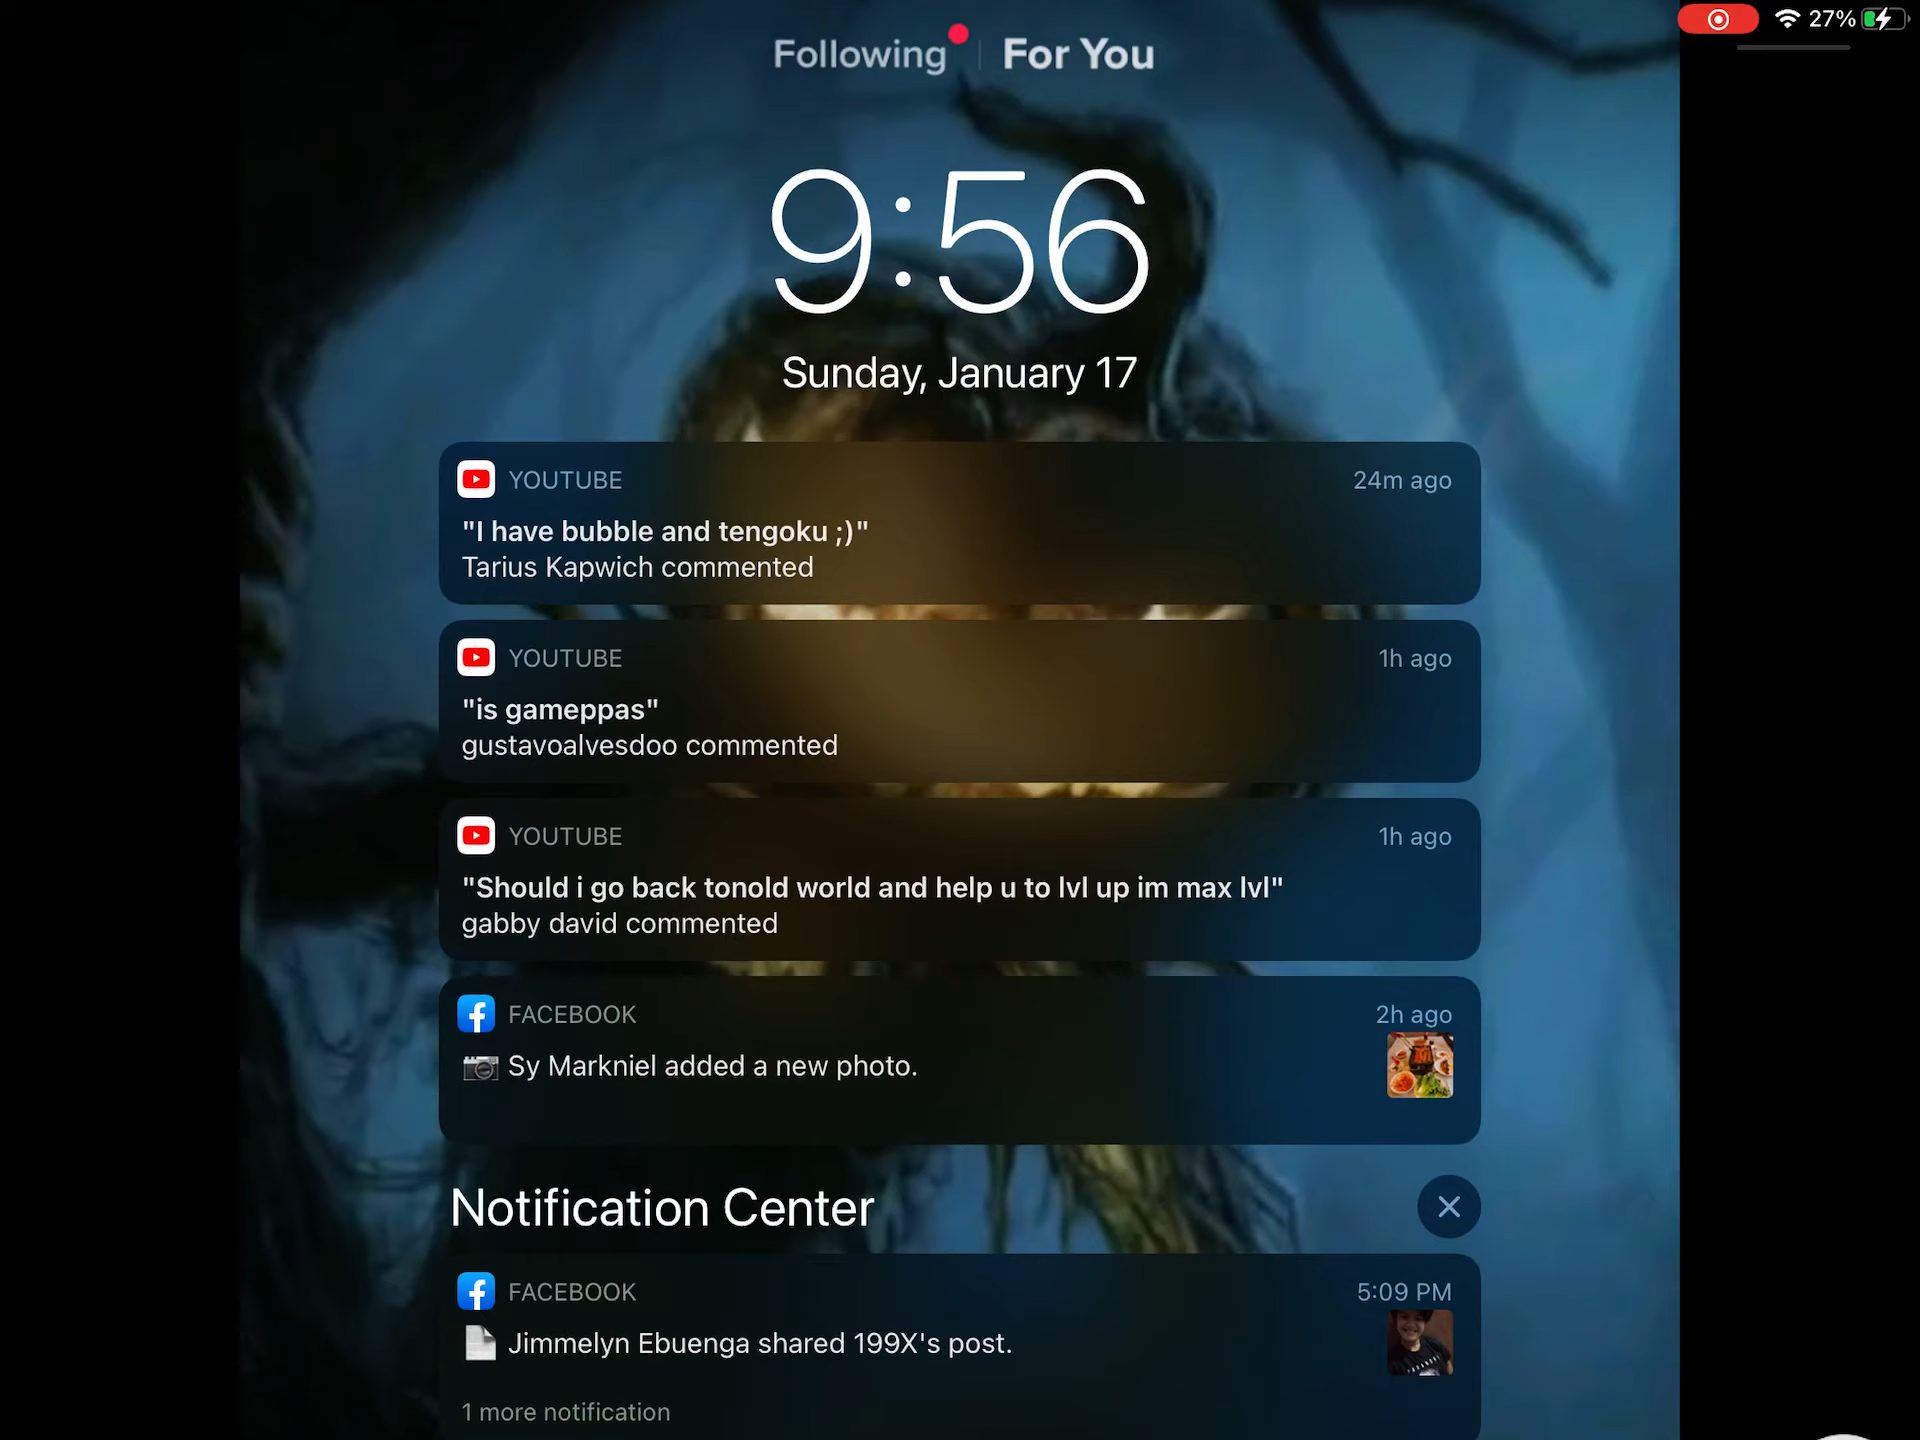 Following | For You
27%
9:56
Sunday, January 17
YOUTUBE 24m ago
"I have bubble and tengoku ;)"
Tarius Kapwich commented
YOUTUBE 1h ago
"is gameppas"
gustavoalvesdoo commented
YOUTUBE 1h ago
"Should i go back tonold world and help u to lvl up im max lvl"
gabby david commented
FACEBOOK 2h ago
Sy Markniel added a new photo.
Notification Center
FACEBOOK 5:09 PM
Jimmelyn Ebuenga shared 199X's post.
1 more notification